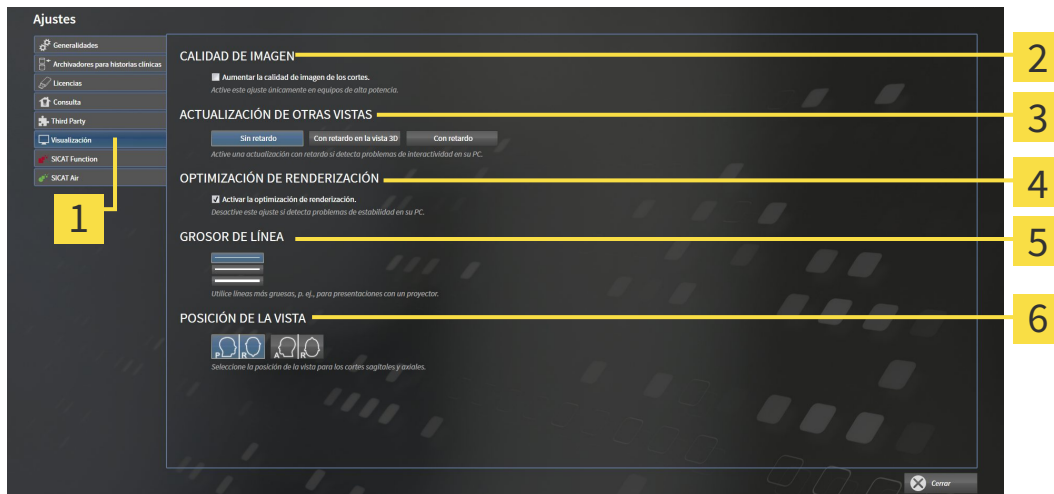 Ajustes
Generalidades
Archivadores para historias clínicas
Licencias
Consulta
Third Party
Visualización
SICAT Function
SICAT Air
1
CALIDAD DE IMAGEN
Aumentar la calidad de imagen de los cortes.
Active este ajuste únicamente en equipos de alta potencia.
2
ACTUALIZACIÓN DE OTRAS VISTAS
Sin retardo Con retardo en la vista 3D Con retardo
Active una actualización con retardo si detecta problemas de interactividad en su PC.
3
OPTIMIZACIÓN DE RENDERIZACIÓN
Activar la optimización de renderización.
Desactive este ajuste si detecta problemas de estabilidad en su PC.
4
GROSOR DE LÍNEA
Utilice líneas más gruesas, p. ej., para presentaciones con un proyector.
5
POSICIÓN DE LA VISTA
P R A R
Seleccione la posición de la vista para los cortes sagitales y axiales.
6
Cerrar